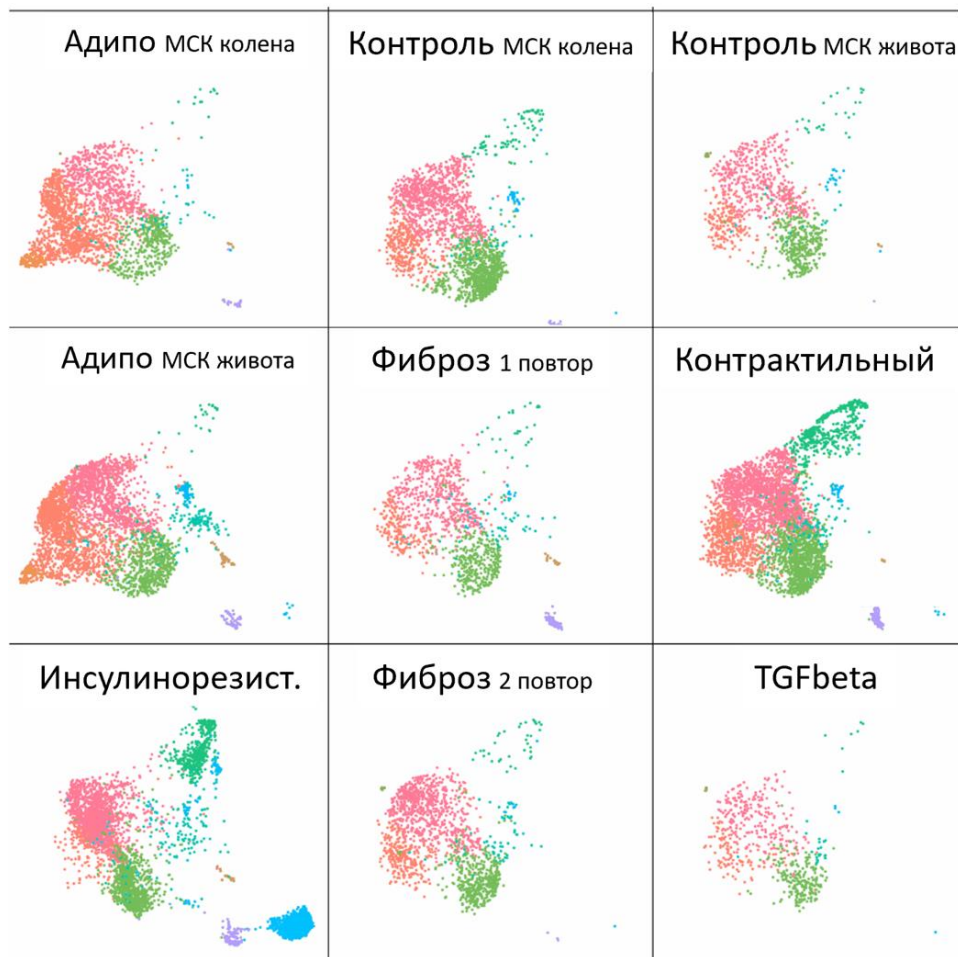 Адипо МСК колена
Контроль МСК колена
Контроль МСК живота
Адипо МСК живота
Фиброз 1 повтор
Контрактильный
Инсулинорезист.
Фиброз 2 повтор
TGFbeta